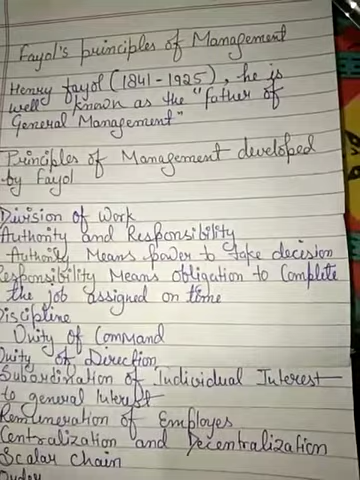 Fayol's principles of Management
Henry fayol (1841-1925), he is
well known as the "father of
General Management"
Principles of Management developed
by Fayol
Division of Work
Authority and Responsibility
Authority Means power to take decision
Responsibility Means obligation to Complete
the job assigned on time
Discipline
Unity of Command
Unity of Direction
Subordination of Individual Interest
to general Interest
Remuneration of Employes
Centralization and Decentralization
Scalar Chain
Order